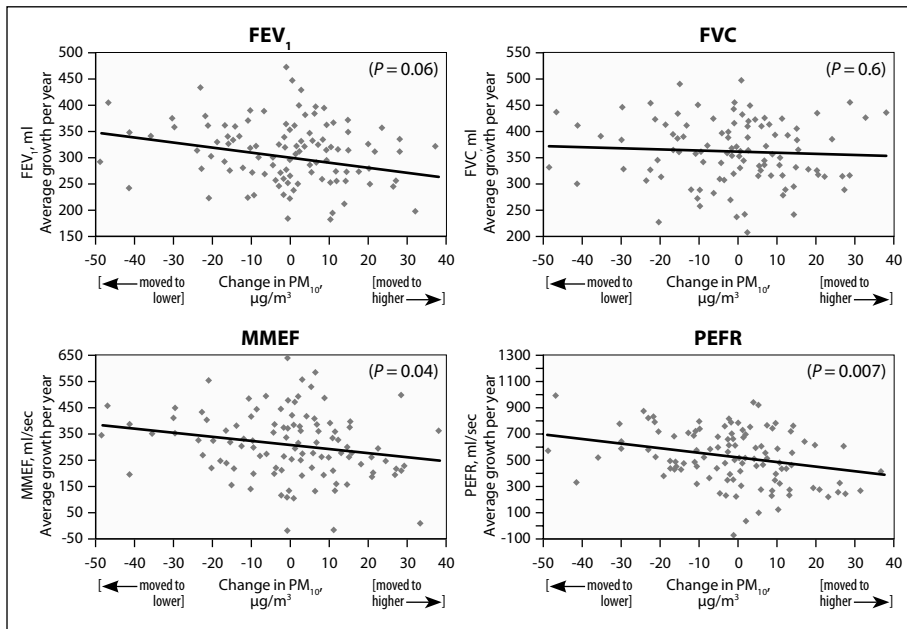 FEV1
(P = 0.06)
500
450
400
350
300
250
200
150
FEV1, ml
Average growth per year
-50 -40 -30 -20 -10 0 10 20 30 40
[← moved to lower]
Change in PM10,
µg/m3
[moved to higher →]
FVC
(P = 0.6)
550
500
450
400
350
300
250
200
FVC, ml
Average growth per year
-50 -40 -30 -20 -10 0 10 20 30 40
[← moved to lower]
Change in PM10,
µg/m3
[moved to higher →]
MMEF
(P = 0.04)
650
550
450
350
250
150
50
-50
MMEF, ml/sec
Average growth per year
-50 -40 -30 -20 -10 0 10 20 30 40
[← moved to lower]
Change in PM10,
µg/m3
[moved to higher →]
PEFR
(P = 0.007)
1300
1100
900
700
500
300
100
-100
PEFR, ml/sec
Average growth per year
-50 -40 -30 -20 -10 0 10 20 30 40
[← moved to lower]
Change in PM10,
µg/m3
[moved to higher →]